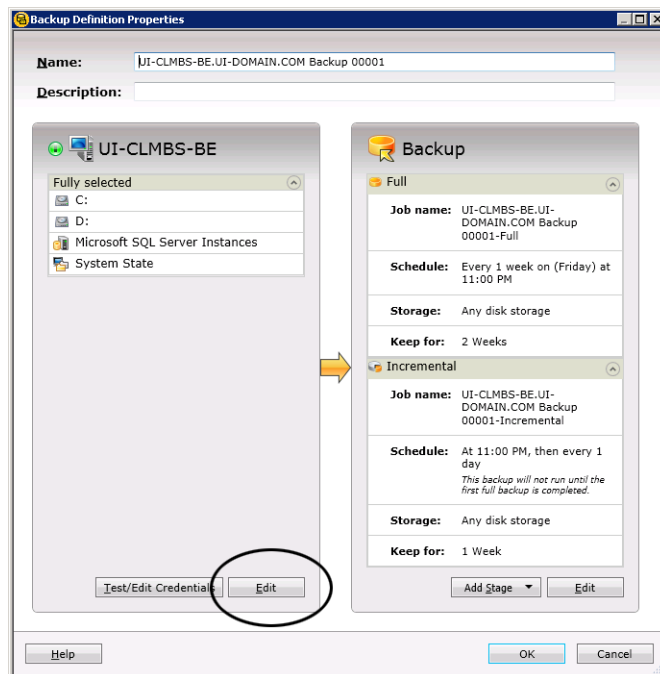 Backup Definition Properties
Name: UI-CLMBS-BE.UI-DOMAIN.COM Backup 00001
Description:
UI-CLMBS-BE
Fully selected
C:
D:
Microsoft SQL Server Instances
System State
Test/Edit Credentials
Edit
Backup
Full
Job name: UI-CLMBS-BE.UI-
DOMAIN.COM Backup
00001-Full
Schedule: Every 1 week on (Friday) at
11:00 PM
Storage: Any disk storage
Keep for: 2 Weeks
Incremental
Job name: UI-CLMBS-BE.UI-
DOMAIN.COM Backup
00001-Incremental
Schedule: At 11:00 PM, then every 1
day
This backup will not run until the
first full backup is completed.
Storage: Any disk storage
Keep for: 1 Week
Add Stage
Edit
Help
OK
Cancel